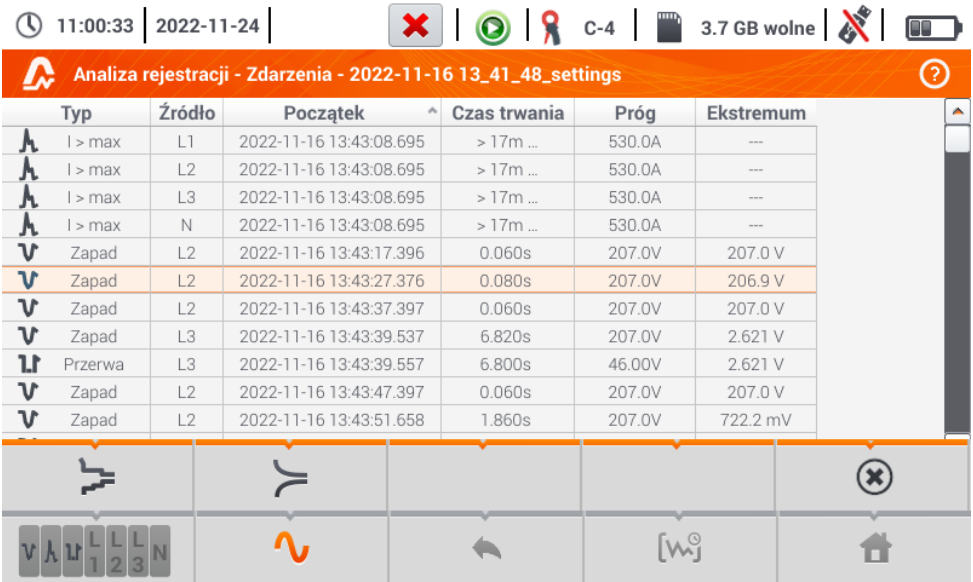 11:00:33 2022-11-24 C-4 3.7 GB wolne
Analiza rejestracji - Zdarzenia - 2022-11-16 13_41_48_settings ?
Typ Źródło Początek Czas trwania Próg Ekstremum
I > max L1 2022-11-16 13:43:08.695 > 17m ... 530.0A ---
I > max L2 2022-11-16 13:43:08.695 > 17m ... 530.0A ---
I > max L3 2022-11-16 13:43:08.695 > 17m ... 530.0A ---
I > max N 2022-11-16 13:43:08.695 > 17m ... 530.0A ---
Zapad L2 2022-11-16 13:43:17.396 0.060s 207.0V 207.0 V
Zapad L2 2022-11-16 13:43:27.376 0.080s 207.0V 206.9 V
Zapad L2 2022-11-16 13:43:37.397 0.060s 207.0V 207.0 V
Zapad L3 2022-11-16 13:43:39.537 6.820s 207.0V 2.621 V
Przerwa L3 2022-11-16 13:43:39.557 6.800s 46.00V 2.621 V
Zapad L2 2022-11-16 13:43:47.397 0.060s 207.0V 207.0 V
Zapad L2 2022-11-16 13:43:51.658 1.860s 207.0V 722.2 mV
L1 L2 L3 N